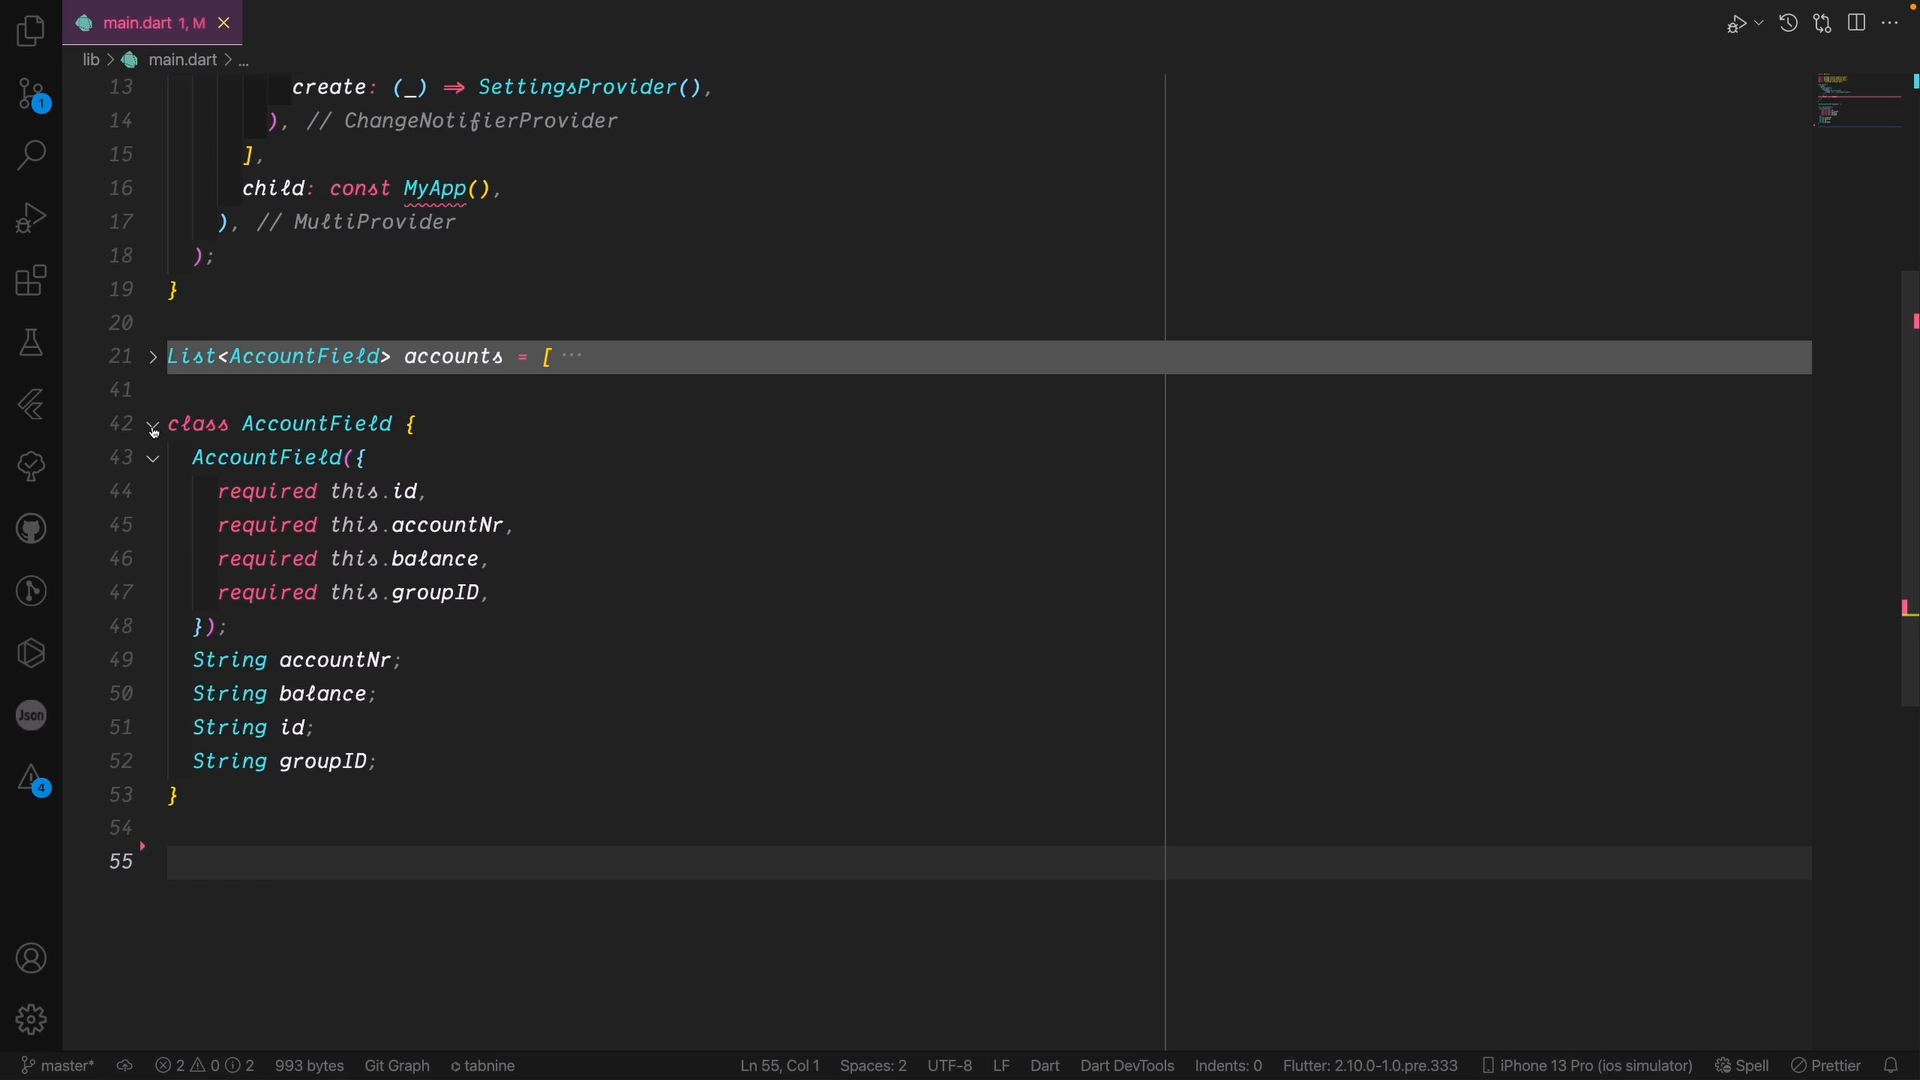 main.dart 1, M
lib > main.dart > ...
13 create: (_) => SettingsProvider(),
14 ), // ChangeNotifierProvider
15 ],
16 child: const MyApp(),
17 ), // MultiProvider
18 );
19 }
20
21 List<AccountField> accounts = [ ...
41
42 class AccountField {
43 AccountField({
44 required this.id,
45 required this.accountNr,
46 required this.balance,
47 required this.groupID,
48 });
49 String accountNr;
50 String balance;
51 String id;
52 String groupID;
53 }
54
55
1
Json
4
master* 2 0 2 993 bytes Git Graph tabnine Ln 55, Col 1 Spaces: 2 UTF-8 LF Dart Dart DevTools Indents: 0 Flutter: 2.10.0-1.0.pre.333 iPhone 13 Pro (ios simulator) Spell Prettier